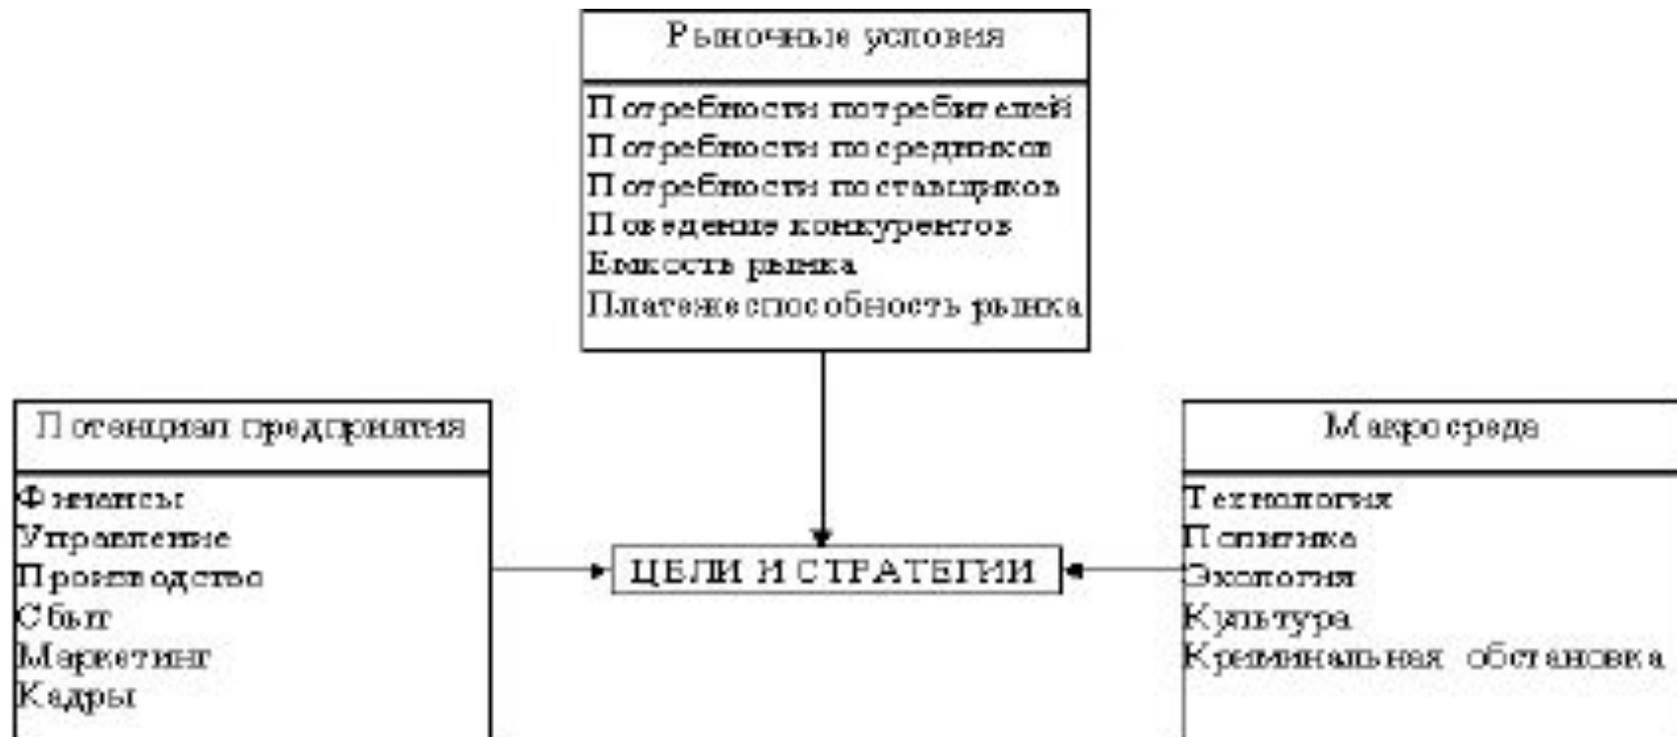 Рыночные условия
Потребности потребителей
Потребности посредников
Потребности поставщиков
Поведение конкурентов
Емкость рынка
Платежеспособность рынка
Потенциал предприятия
Финансы
Управление
Производство
Сбыт
Маркетинг
Кадры
ЦЕЛИ И СТРАТЕГИИ
Макросреда
Технология
Политика
Экология
Культура
Криминальная обстановка